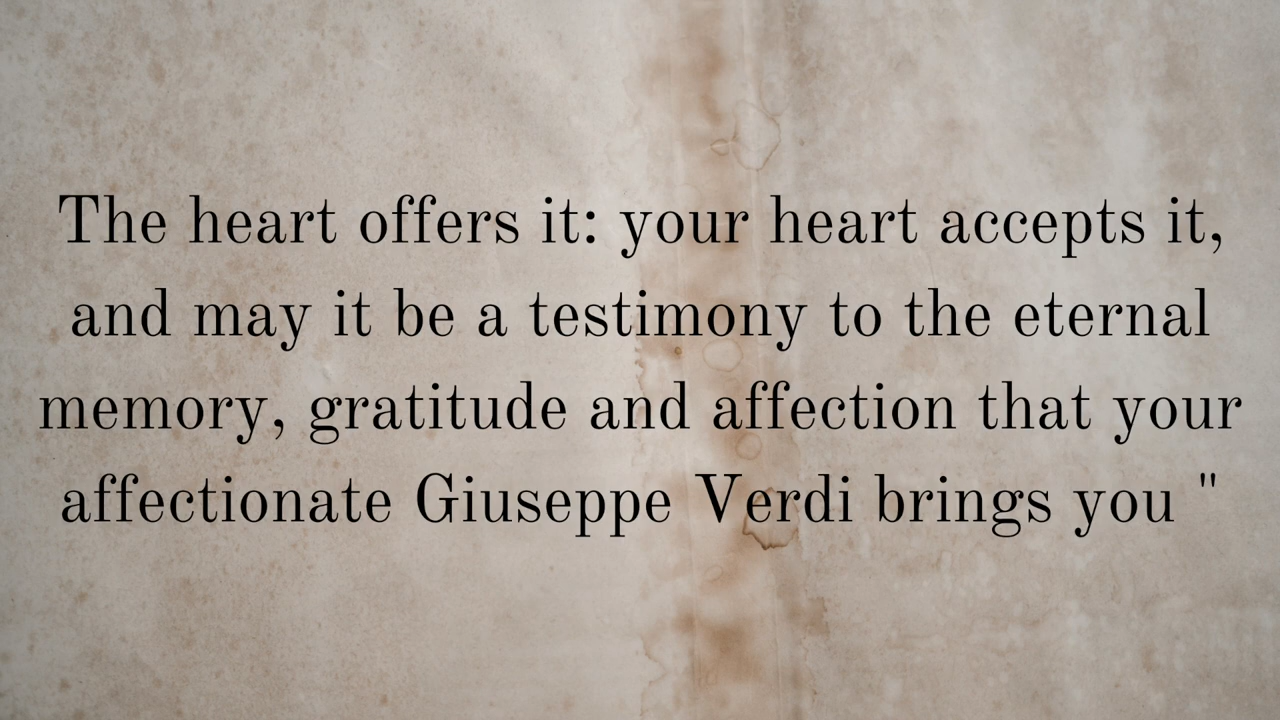 The heart offers it: your heart accepts it,
and may it be a testimony to the eternal
memory, gratitude and affection that your
affectionate Giuseppe Verdi brings you "